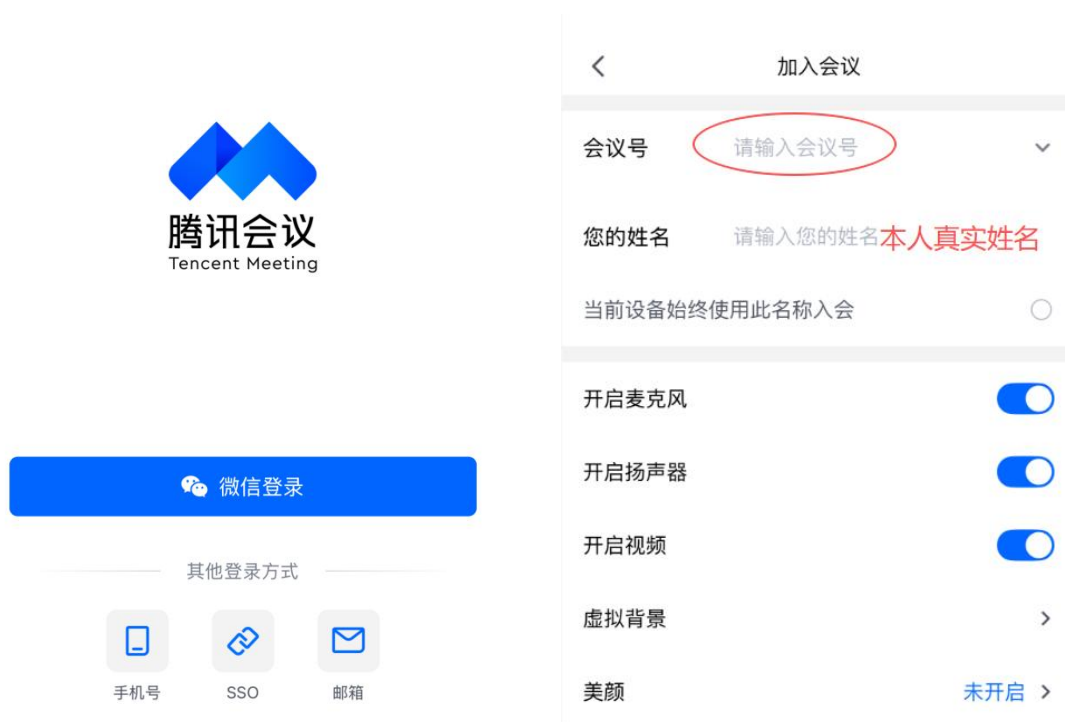 腾讯会议
Tencent Meeting
微信登录
其他登录方式
手机号
SSO
邮箱
加入会议
会议号 请输入会议号
您的姓名 请输入您的姓名 本人真实姓名
当前设备始终使用此名称入会
开启麦克风
开启扬声器
开启视频
虚拟背景
美颜 未开启